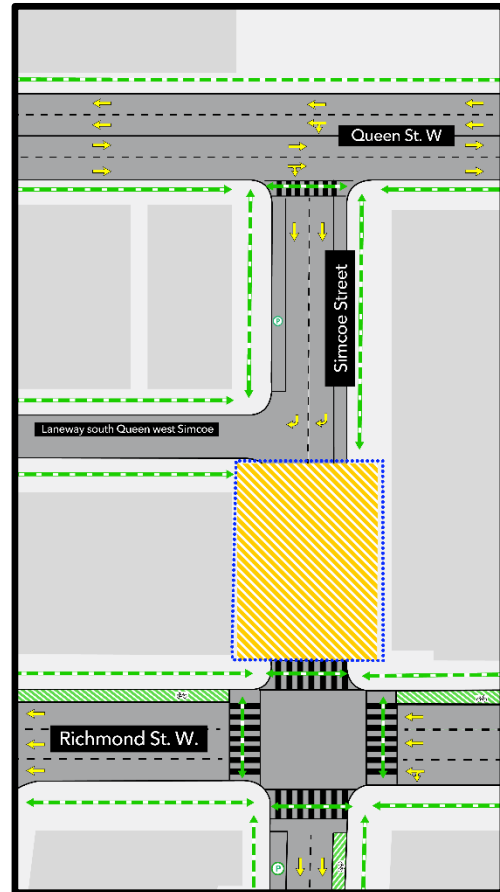 Queen St. W
Simcoe Street
P
Laneway south Queen west Simcoe
Richmond St. W.
P